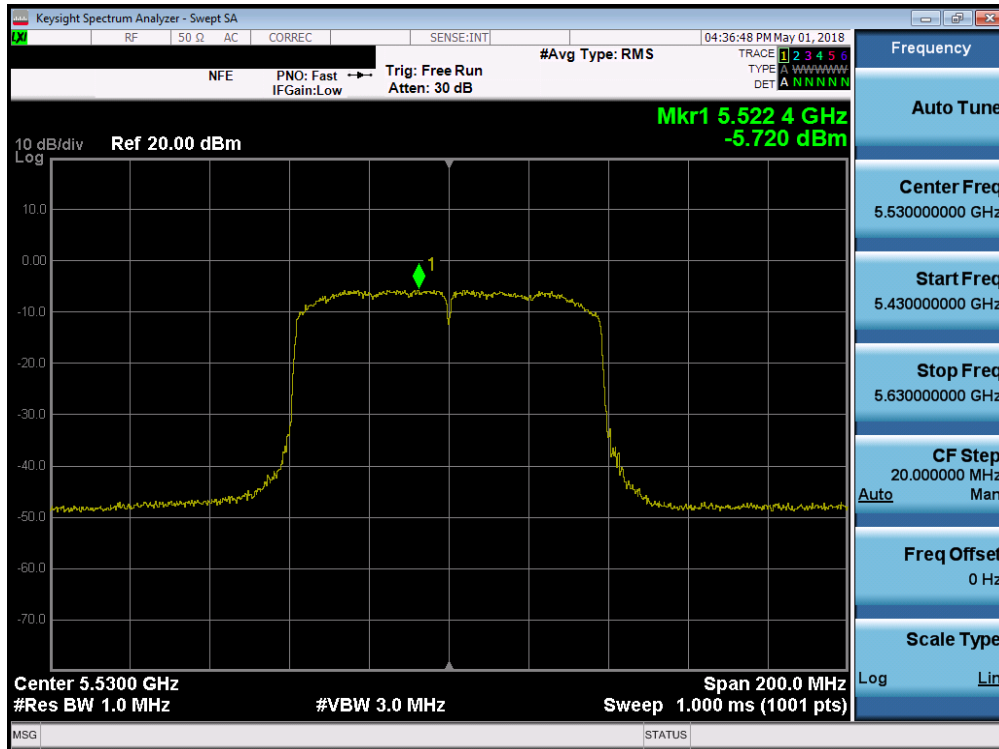 Keysight Spectrum Analyzer - Swept SA
LXI RF 50 Ω AC CORREC SENSE:INT 04:36:48 PM May 01, 2018
NFE PNO: Fast Trig: Free Run #Avg Type: RMS TRACE 1 2 3 4 5 6
IFGain:Low Atten: 30 dB TYPE A WWWWW
DET A N N N N N
Mkr1 5.522 4 GHz
-5.720 dBm
10 dB/div Ref 20.00 dBm
Log
10.0
0.00
1
-10.0
-20.0
-30.0
-40.0
-50.0
-60.0
-70.0
Center 5.5300 GHz Span 200.0 MHz
#Res BW 1.0 MHz #VBW 3.0 MHz Sweep 1.000 ms (1001 pts)
MSG STATUS
Frequency
Auto Tune
Center Freq
5.530000000 GHz
Start Freq
5.430000000 GHz
Stop Freq
5.630000000 GHz
CF Step
20.000000 MHz
Auto Man
Freq Offset
0 Hz
Scale Type
Log Lin